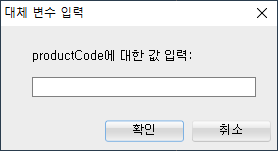 대체 변수 입력
productCode에 대한 값 입력:
확인
취소